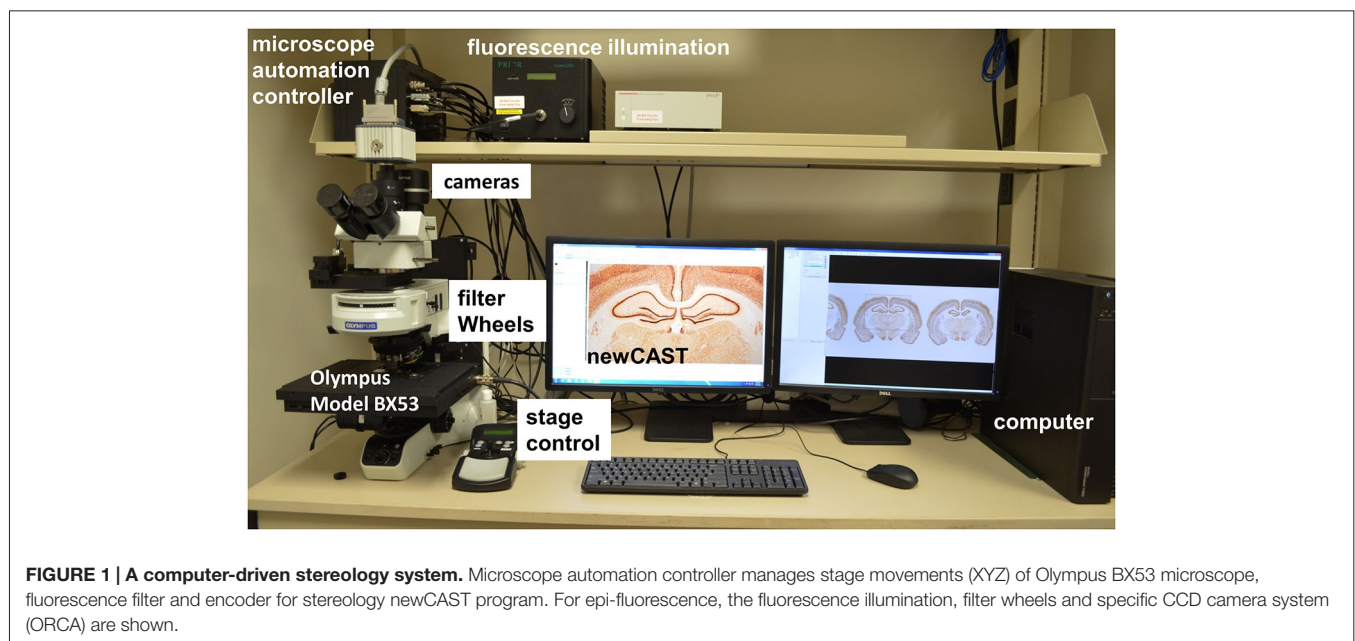 microscope
automation
controller
fluorescence illumination
PRIOR
cameras
filter
Wheels
OLYMPUS
Olympus
Model BX53
newCAST
stage
control
DELL
DELL
computer
FIGURE 1 | A computer-driven stereology system. Microscope automation controller manages stage movements (XYZ) of Olympus BX53 microscope,
fluorescence filter and encoder for stereology newCAST program. For epi-fluorescence, the fluorescence illumination, filter wheels and specific CCD camera system
(ORCA) are shown.